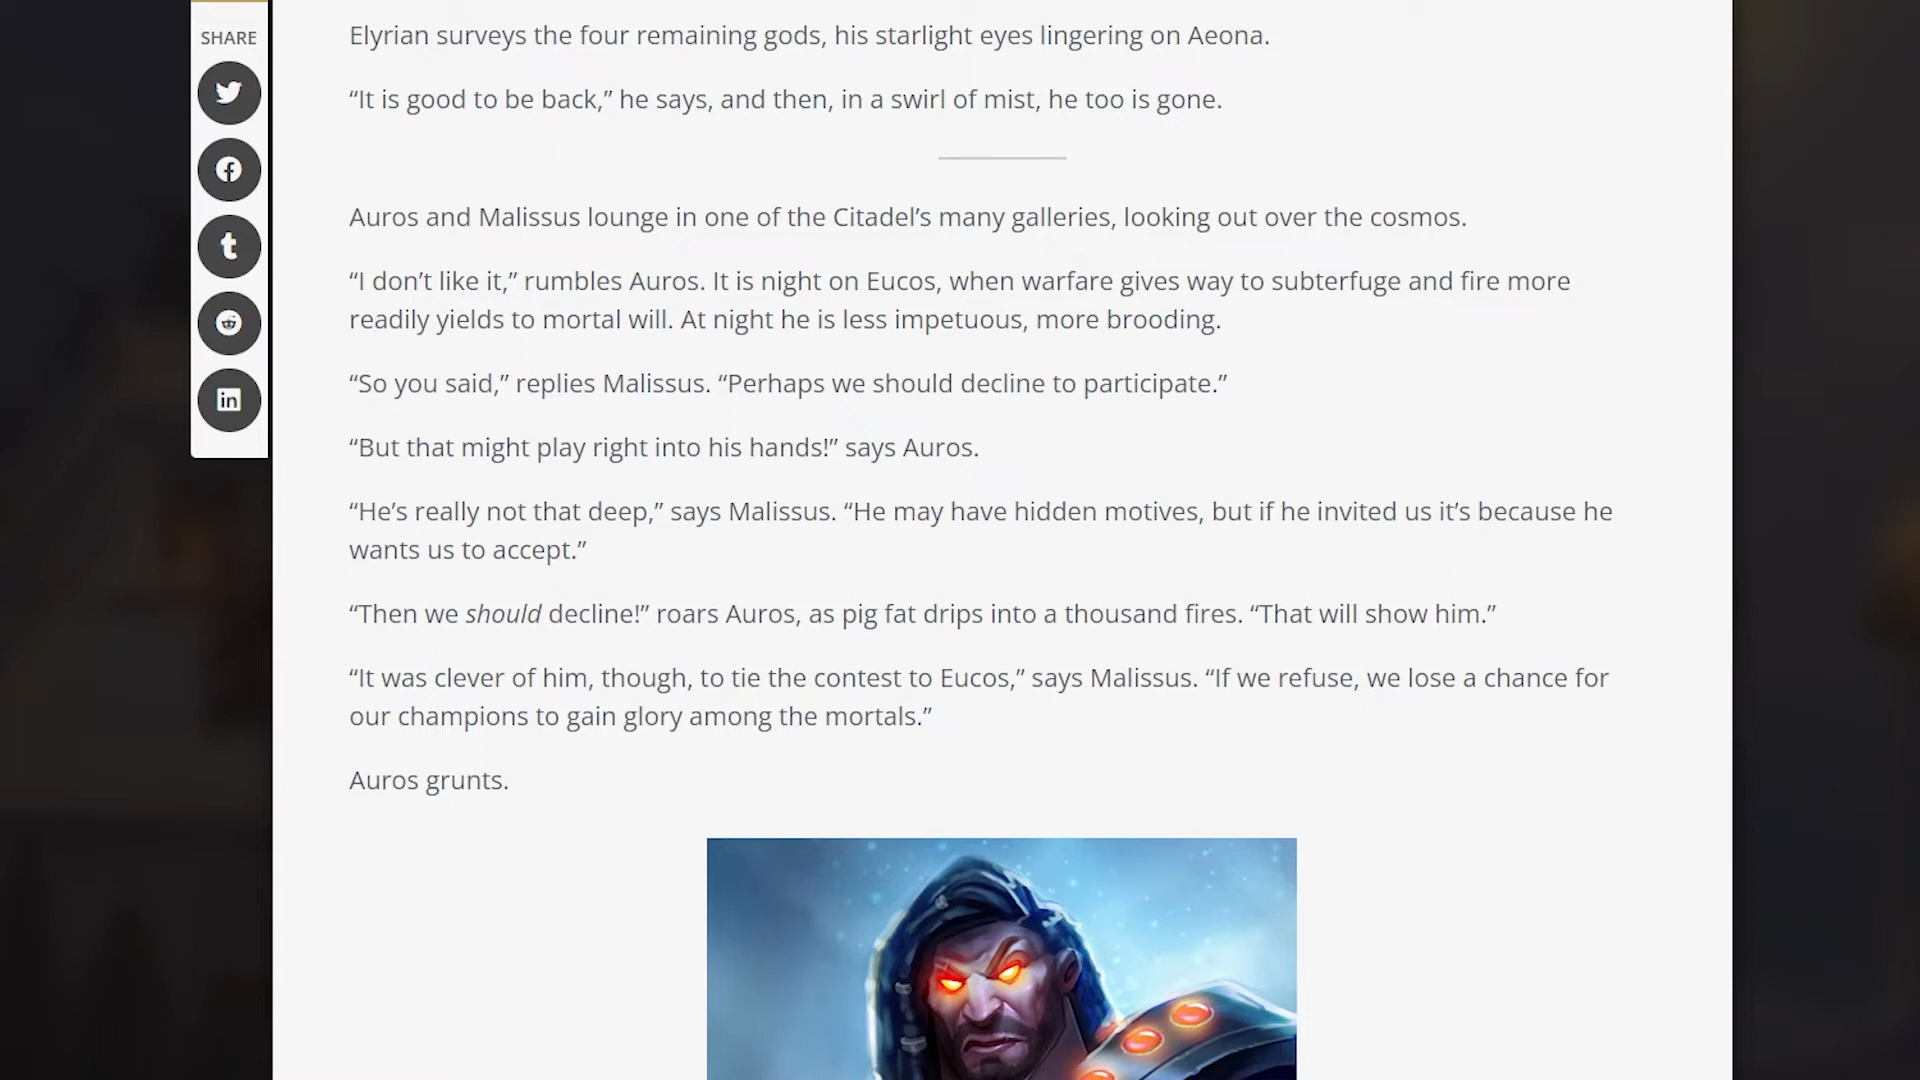 SHARE
Elyrian surveys the four remaining gods, his starlight eyes lingering on Aeona.
“It is good to be back,” he says, and then, in a swirl of mist, he too is gone.
Auros and Malissus lounge in one of the Citadel’s many galleries, looking out over the cosmos.
“I don’t like it,” rumbles Auros. It is night on Eucos, when warfare gives way to subterfuge and fire more
readily yields to mortal will. At night he is less impetuous, more brooding.
“So you said,” replies Malissus. “Perhaps we should decline to participate.”
“But that might play right into his hands!” says Auros.
“He’s really not that deep,” says Malissus. “He may have hidden motives, but if he invited us it’s because he
wants us to accept.”
“Then we should decline!” roars Auros, as pig fat drips into a thousand fires. “That will show him.”
“It was clever of him, though, to tie the contest to Eucos,” says Malissus. “If we refuse, we lose a chance for
our champions to gain glory among the mortals.”
Auros grunts.